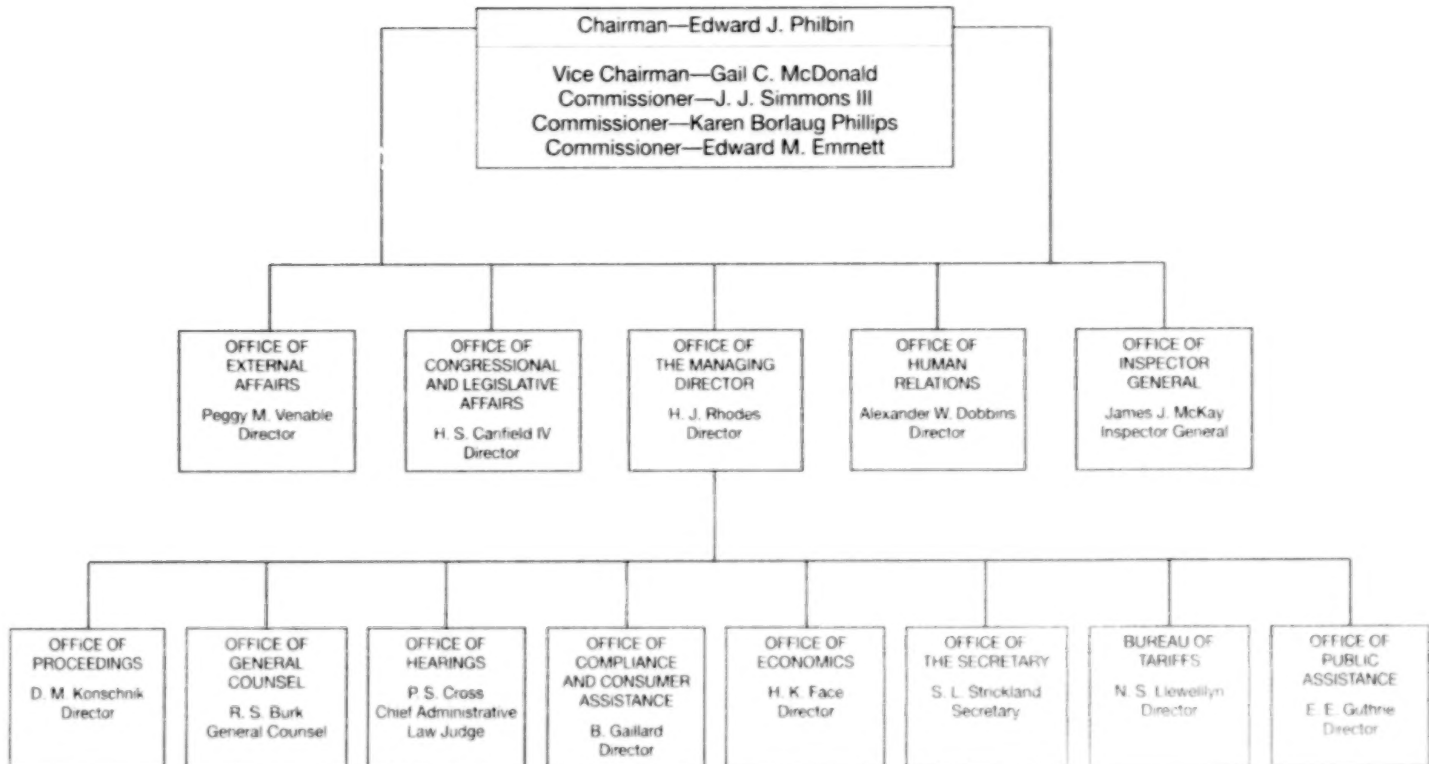 Chairman—Edward J. Philbin
Vice Chairman—Gail C. McDonald
Commissioner—J. J. Simmons III
Commissioner—Karen Borlaug Phillips
Commissioner—Edward M. Emmett
OFFICE OF
EXTERNAL
AFFAIRS
Peggy M. Venable
Director
OFFICE OF
CONGRESSIONAL
AND LEGISLATIVE
AFFAIRS
H. S. Canfield IV
Director
OFFICE OF
THE MANAGING
DIRECTOR
H. J. Rhodes
Director
OFFICE OF
HUMAN
RELATIONS
Alexander W. Dobbins
Director
OFFICE OF
INSPECTOR
GENERAL
James J. McKay
Inspector General
OFFICE OF
PROCEEDINGS
D. M. Konschnik
Director
OFFICE OF
GENERAL
COUNSEL
R. S. Burk
General Counsel
OFFICE OF
HEARINGS
P. S. Cross
Chief Administrative
Law Judge
OFFICE OF
COMPLIANCE
AND CONSUMER
ASSISTANCE
B. Gaillard
Director
OFFICE OF
ECONOMICS
H. K. Face
Director
OFFICE OF
THE SECRETARY
S. L. Strickland
Secretary
BUREAU OF
TARIFFS
N. S. Llewellyn
Director
OFFICE OF
PUBLIC
ASSISTANCE
E. E. Guthrie
Director